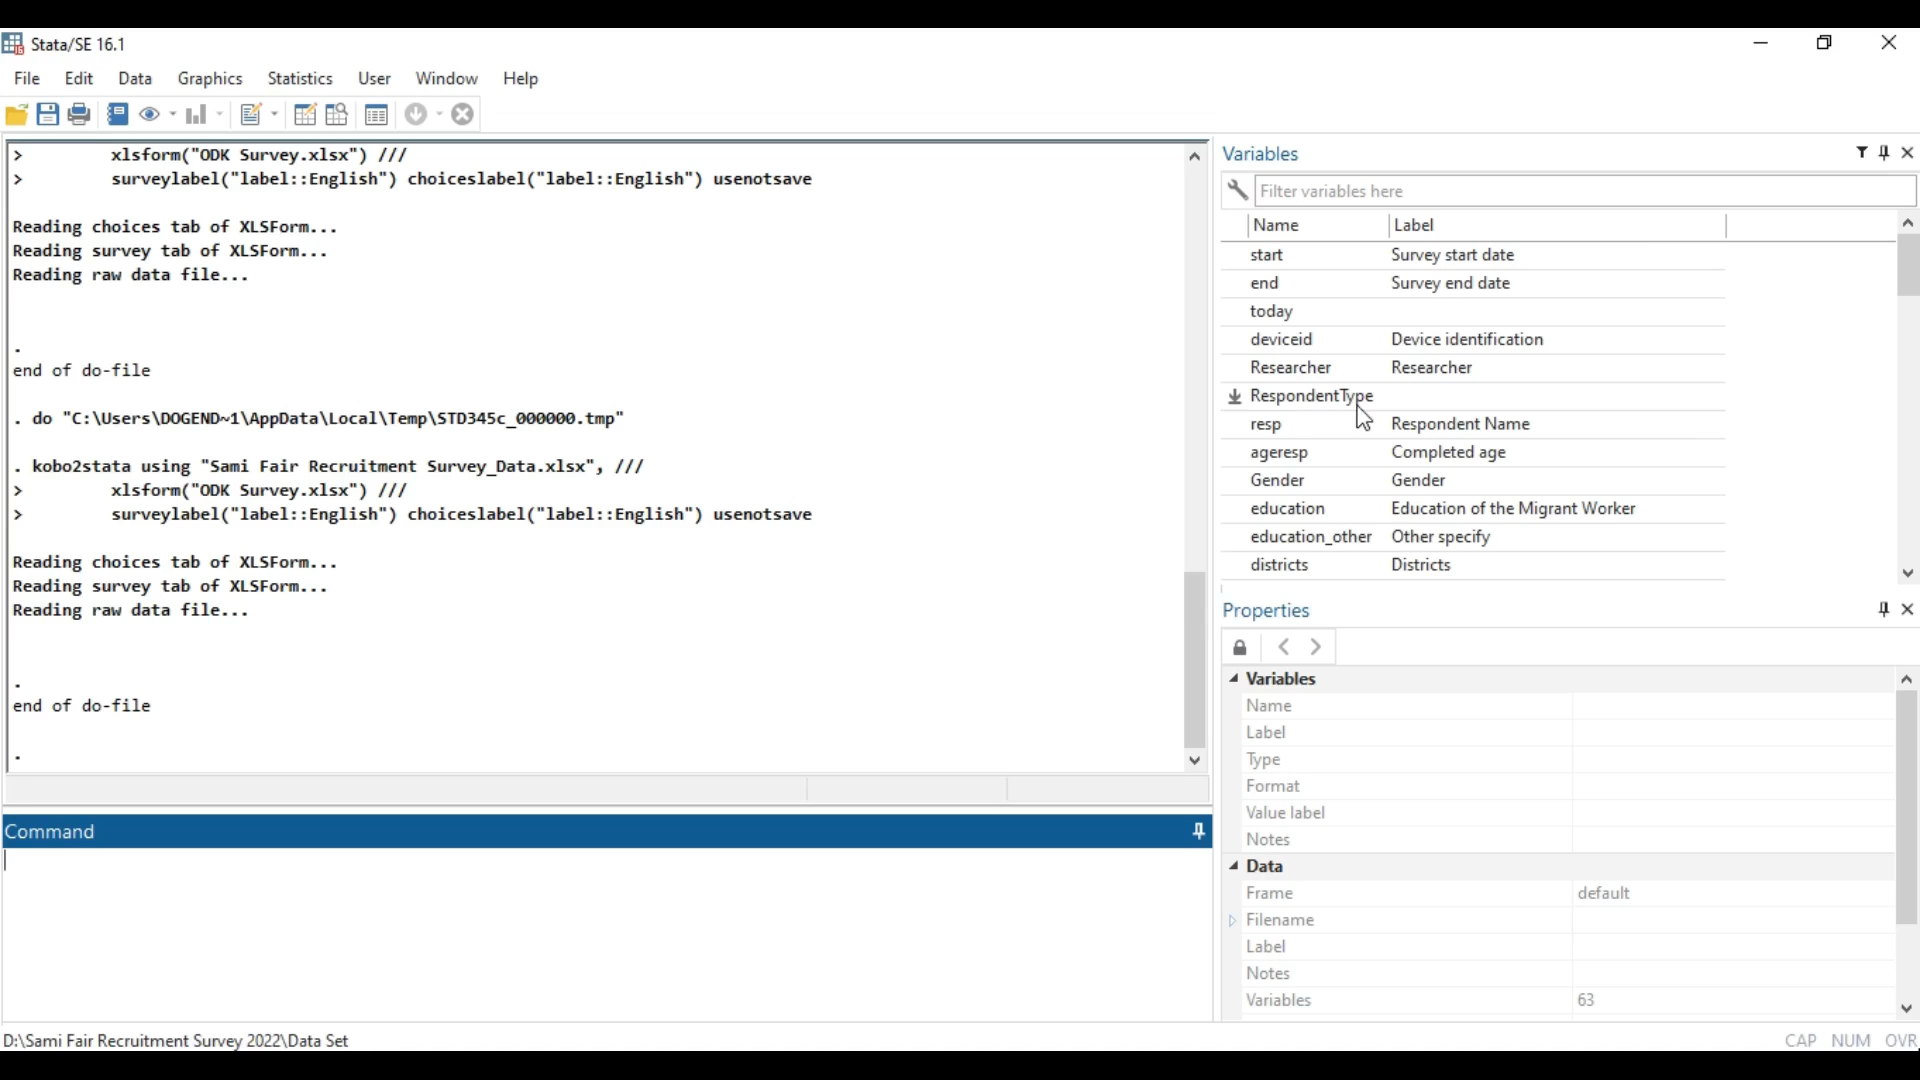 Stata/SE 16.1
File Edit Data Graphics Statistics User Window Help
> xlsform("ODK Survey.xlsx") ///
> surveylabel("label::English") choiceslabel("label::English") usenotsave
Reading choices tab of XLSForm...
Reading survey tab of XLSForm...
Reading raw data file...
.
end of do-file
. do "C:\Users\DOGEND~1\AppData\Local\Temp\STD345c_000000.tmp"
. kobo2stata using "Sami Fair Recruitment Survey_Data.xlsx", ///
> xlsform("ODK Survey.xlsx") ///
> surveylabel("label::English") choiceslabel("label::English") usenotsave
Reading choices tab of XLSForm...
Reading survey tab of XLSForm...
Reading raw data file...
.
end of do-file
.
Command
Variables
Filter variables here
Name Label
start Survey start date
end Survey end date
today
deviceid Device identification
Researcher Researcher
RespondentType
resp Respondent Name
ageresp Completed age
Gender Gender
education Education of the Migrant Worker
education_other Other specify
districts Districts
Properties
Variables
Name
Label
Type
Format
Value label
Notes
Data
Frame default
Filename
Label
Notes
Variables 63
D:\Sami Fair Recruitment Survey 2022\Data Set
CAP NUM OVR